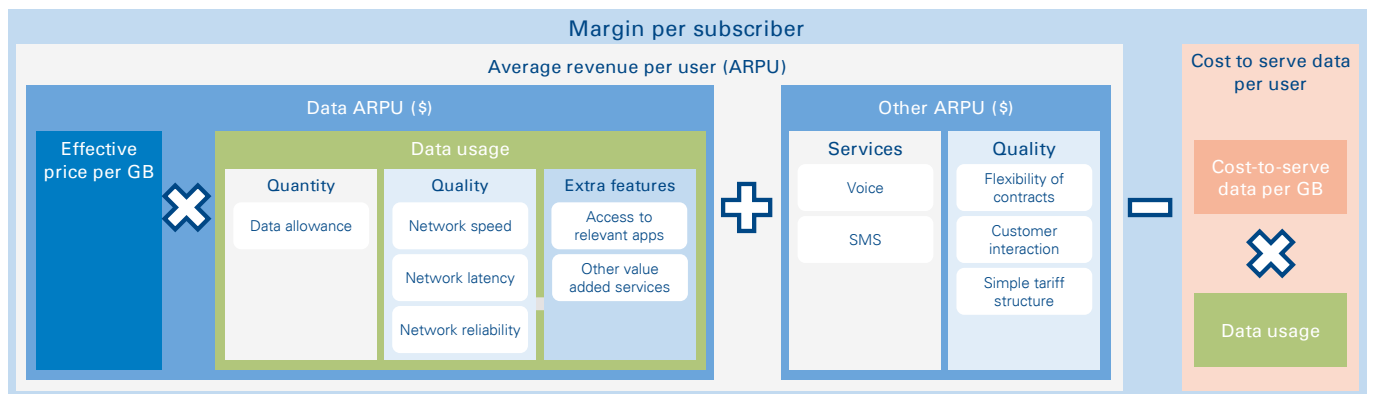 Margin per subscriber
Average revenue per user (ARPU)
Data ARPU ($)
Effective
price per GB
Data usage
Quantity
Data allowance
Quality
Network speed
Network latency
Network reliability
Extra features
Access to
relevant apps
Other value
added services
Other ARPU ($)
Services
Voice
SMS
Quality
Flexibility of
contracts
Customer
interaction
Simple tariff
structure
Cost to serve data
per user
Cost-to-serve
data per GB
Data usage